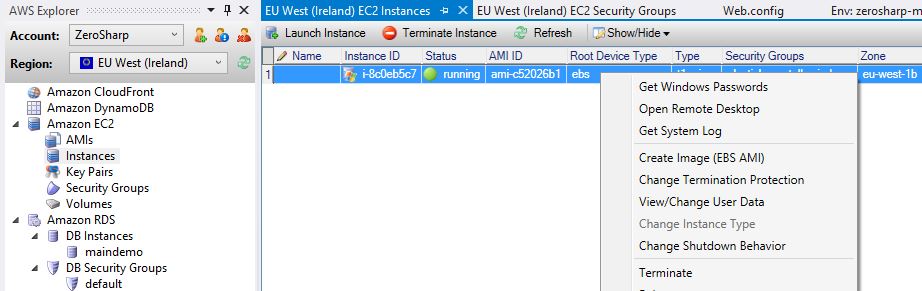 AWS Explorer
Account: ZeroSharp
Region: EU West (Ireland)
Amazon CloudFront
Amazon DynamoDB
Amazon EC2
AMIs
Instances
Key Pairs
Security Groups
Volumes
Amazon RDS
DB Instances
maindemo
DB Security Groups
default
EU West (Ireland) EC2 Instances EU West (Ireland) EC2 Security Groups Web.config Env: zerosharp-m
Launch Instance Terminate Instance Refresh Show/Hide
Name Instance ID Status AMI ID Root Device Type Type Security Groups Zone
1 i-8c0eb5c7 running ami-c52026b1 ebs eu-west-1b
Get Windows Passwords
Open Remote Desktop
Get System Log
Create Image (EBS AMI)
Change Termination Protection
View/Change User Data
Change Instance Type
Change Shutdown Behavior
Terminate